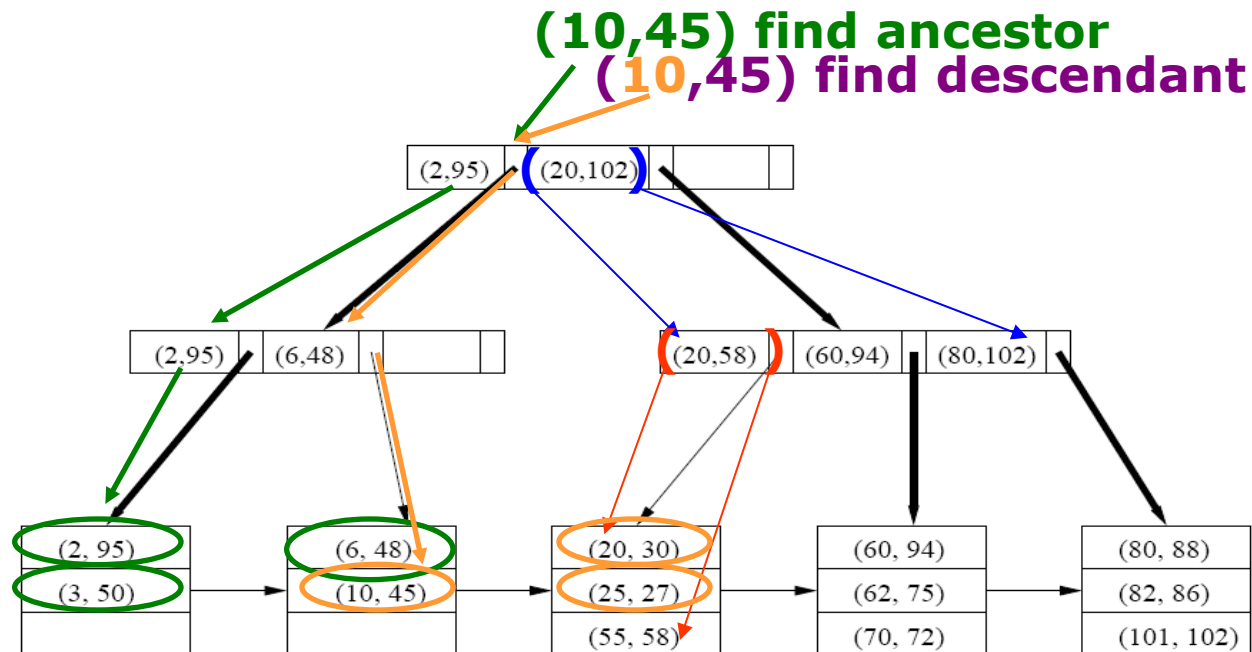 (10,45) find ancestor
(10,45) find descendant
(2,95) (20,102)
(2,95) (6,48) (20,58) (60,94) (80,102)
(2, 95) (6, 48) (20, 30) (60, 94) (80, 88)
(3, 50) (10, 45) (25, 27) (62, 75) (82, 86)
(55, 58) (70, 72) (101, 102)